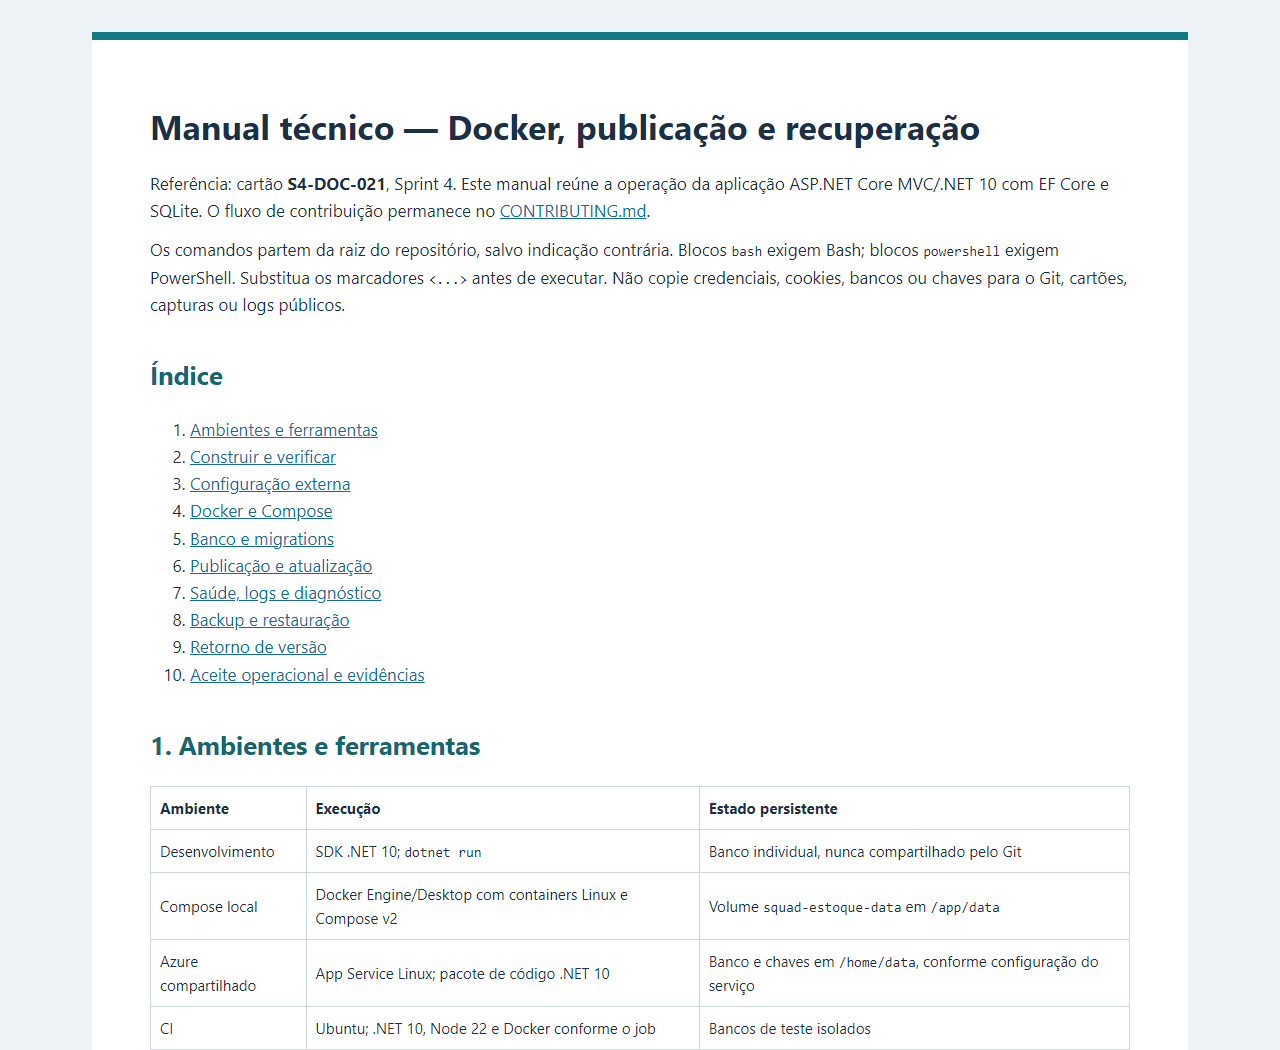 Manual técnico — Docker, publicação e recuperação
Referência: cartão S4-DOC-021, Sprint 4. Este manual reúne a operação da aplicação ASP.NET Core MVC/.NET 10 com EF Core e
SQLite. O fluxo de contribuição permanece no CONTRIBUTING.md.
Os comandos partem da raiz do repositório, salvo indicação contrária. Blocos bash exigem Bash; blocos powershell exigem
PowerShell. Substitua os marcadores <...> antes de executar. Não copie credenciais, cookies, bancos ou chaves para o Git, cartões,
capturas ou logs públicos.
Índice
1. Ambientes e ferramentas
2. Construir e verificar
3. Configuração externa
4. Docker e Compose
5. Banco e migrations
6. Publicação e atualização
7. Saúde, logs e diagnóstico
8. Backup e restauração
9. Retorno de versão
10. Aceite operacional e evidências
1. Ambientes e ferramentas
Ambiente Execução Estado persistente
Desenvolvimento SDK .NET 10; dotnet run Banco individual, nunca compartilhado pelo Git
Compose local Docker Engine/Desktop com containers Linux e
Compose v2 Volume squad-estoque-data em /app/data
Azure
compartilhado App Service Linux; pacote de código .NET 10 Banco e chaves em /home/data, conforme configuração do
serviço
CI Ubuntu; .NET 10, Node 22 e Docker conforme o job Bancos de teste isolados